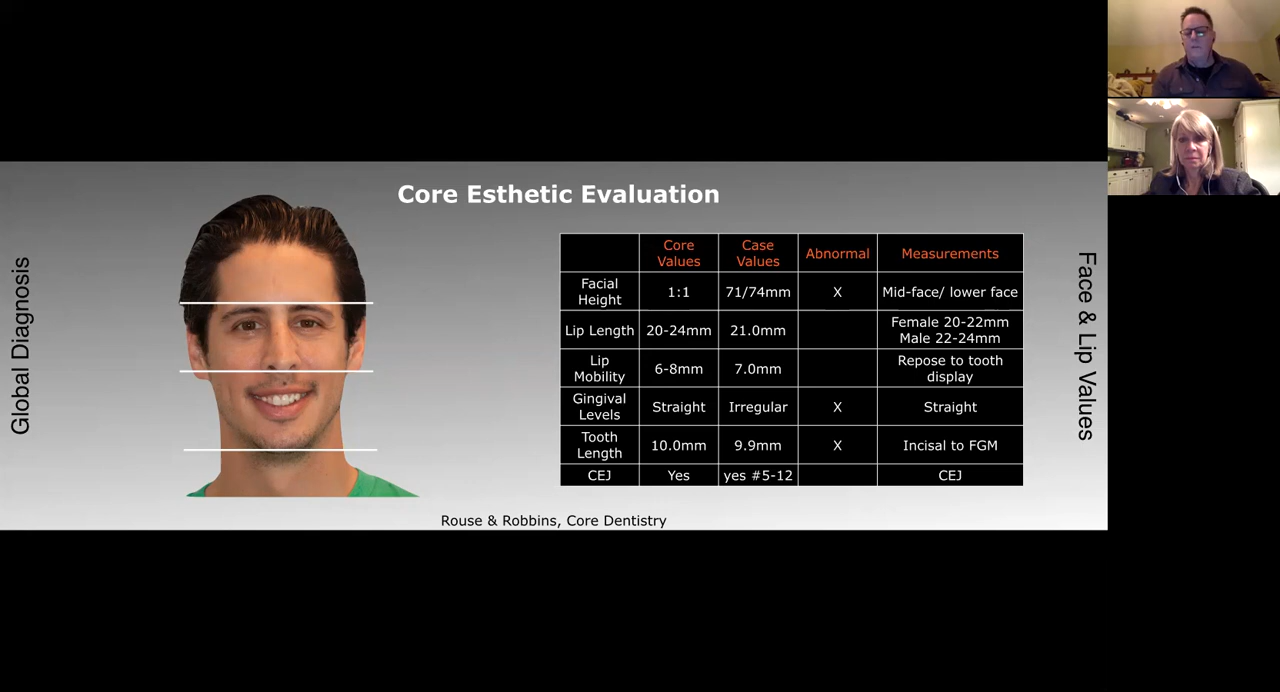 Core Esthetic Evaluation
Global Diagnosis
Core
Values
Case
Values
Abnormal
Measurements
Facial
Height
1:1
71/74mm
X
Mid-face/ lower face
Lip Length
20-24mm
21.0mm
Female 20-22mm
Male 22-24mm
Lip
Mobility
6-8mm
7.0mm
Repose to tooth
display
Gingival
Levels
Straight
Irregular
X
Straight
Tooth
Length
10.0mm
9.9mm
X
Incisal to FGM
CEJ
Yes
yes #5-12
CEJ
Face & Lip Values
Rouse & Robbins, Core Dentistry